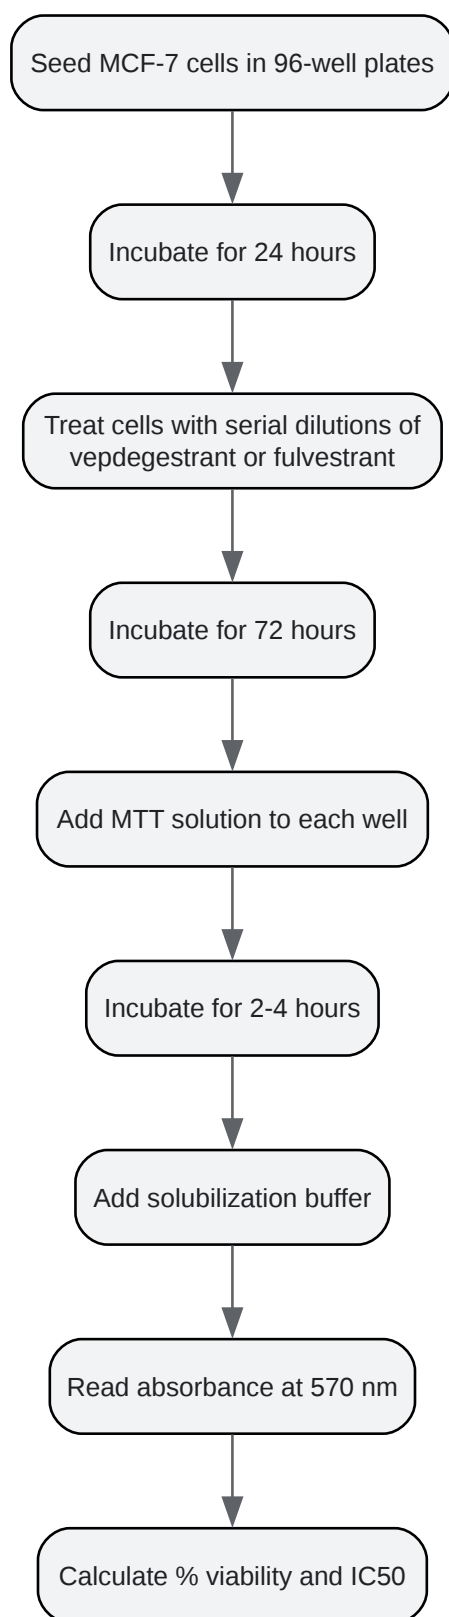 Seed MCF-7 cells in 96-well plates
Incubate for 24 hours
Treat cells with serial dilutions of
vepdegestrant or fulvestrant
Incubate for 72 hours
Add MTT solution to each well
Incubate for 2-4 hours
Add solubilization buffer
Read absorbance at 570 nm
Calculate % viability and IC50